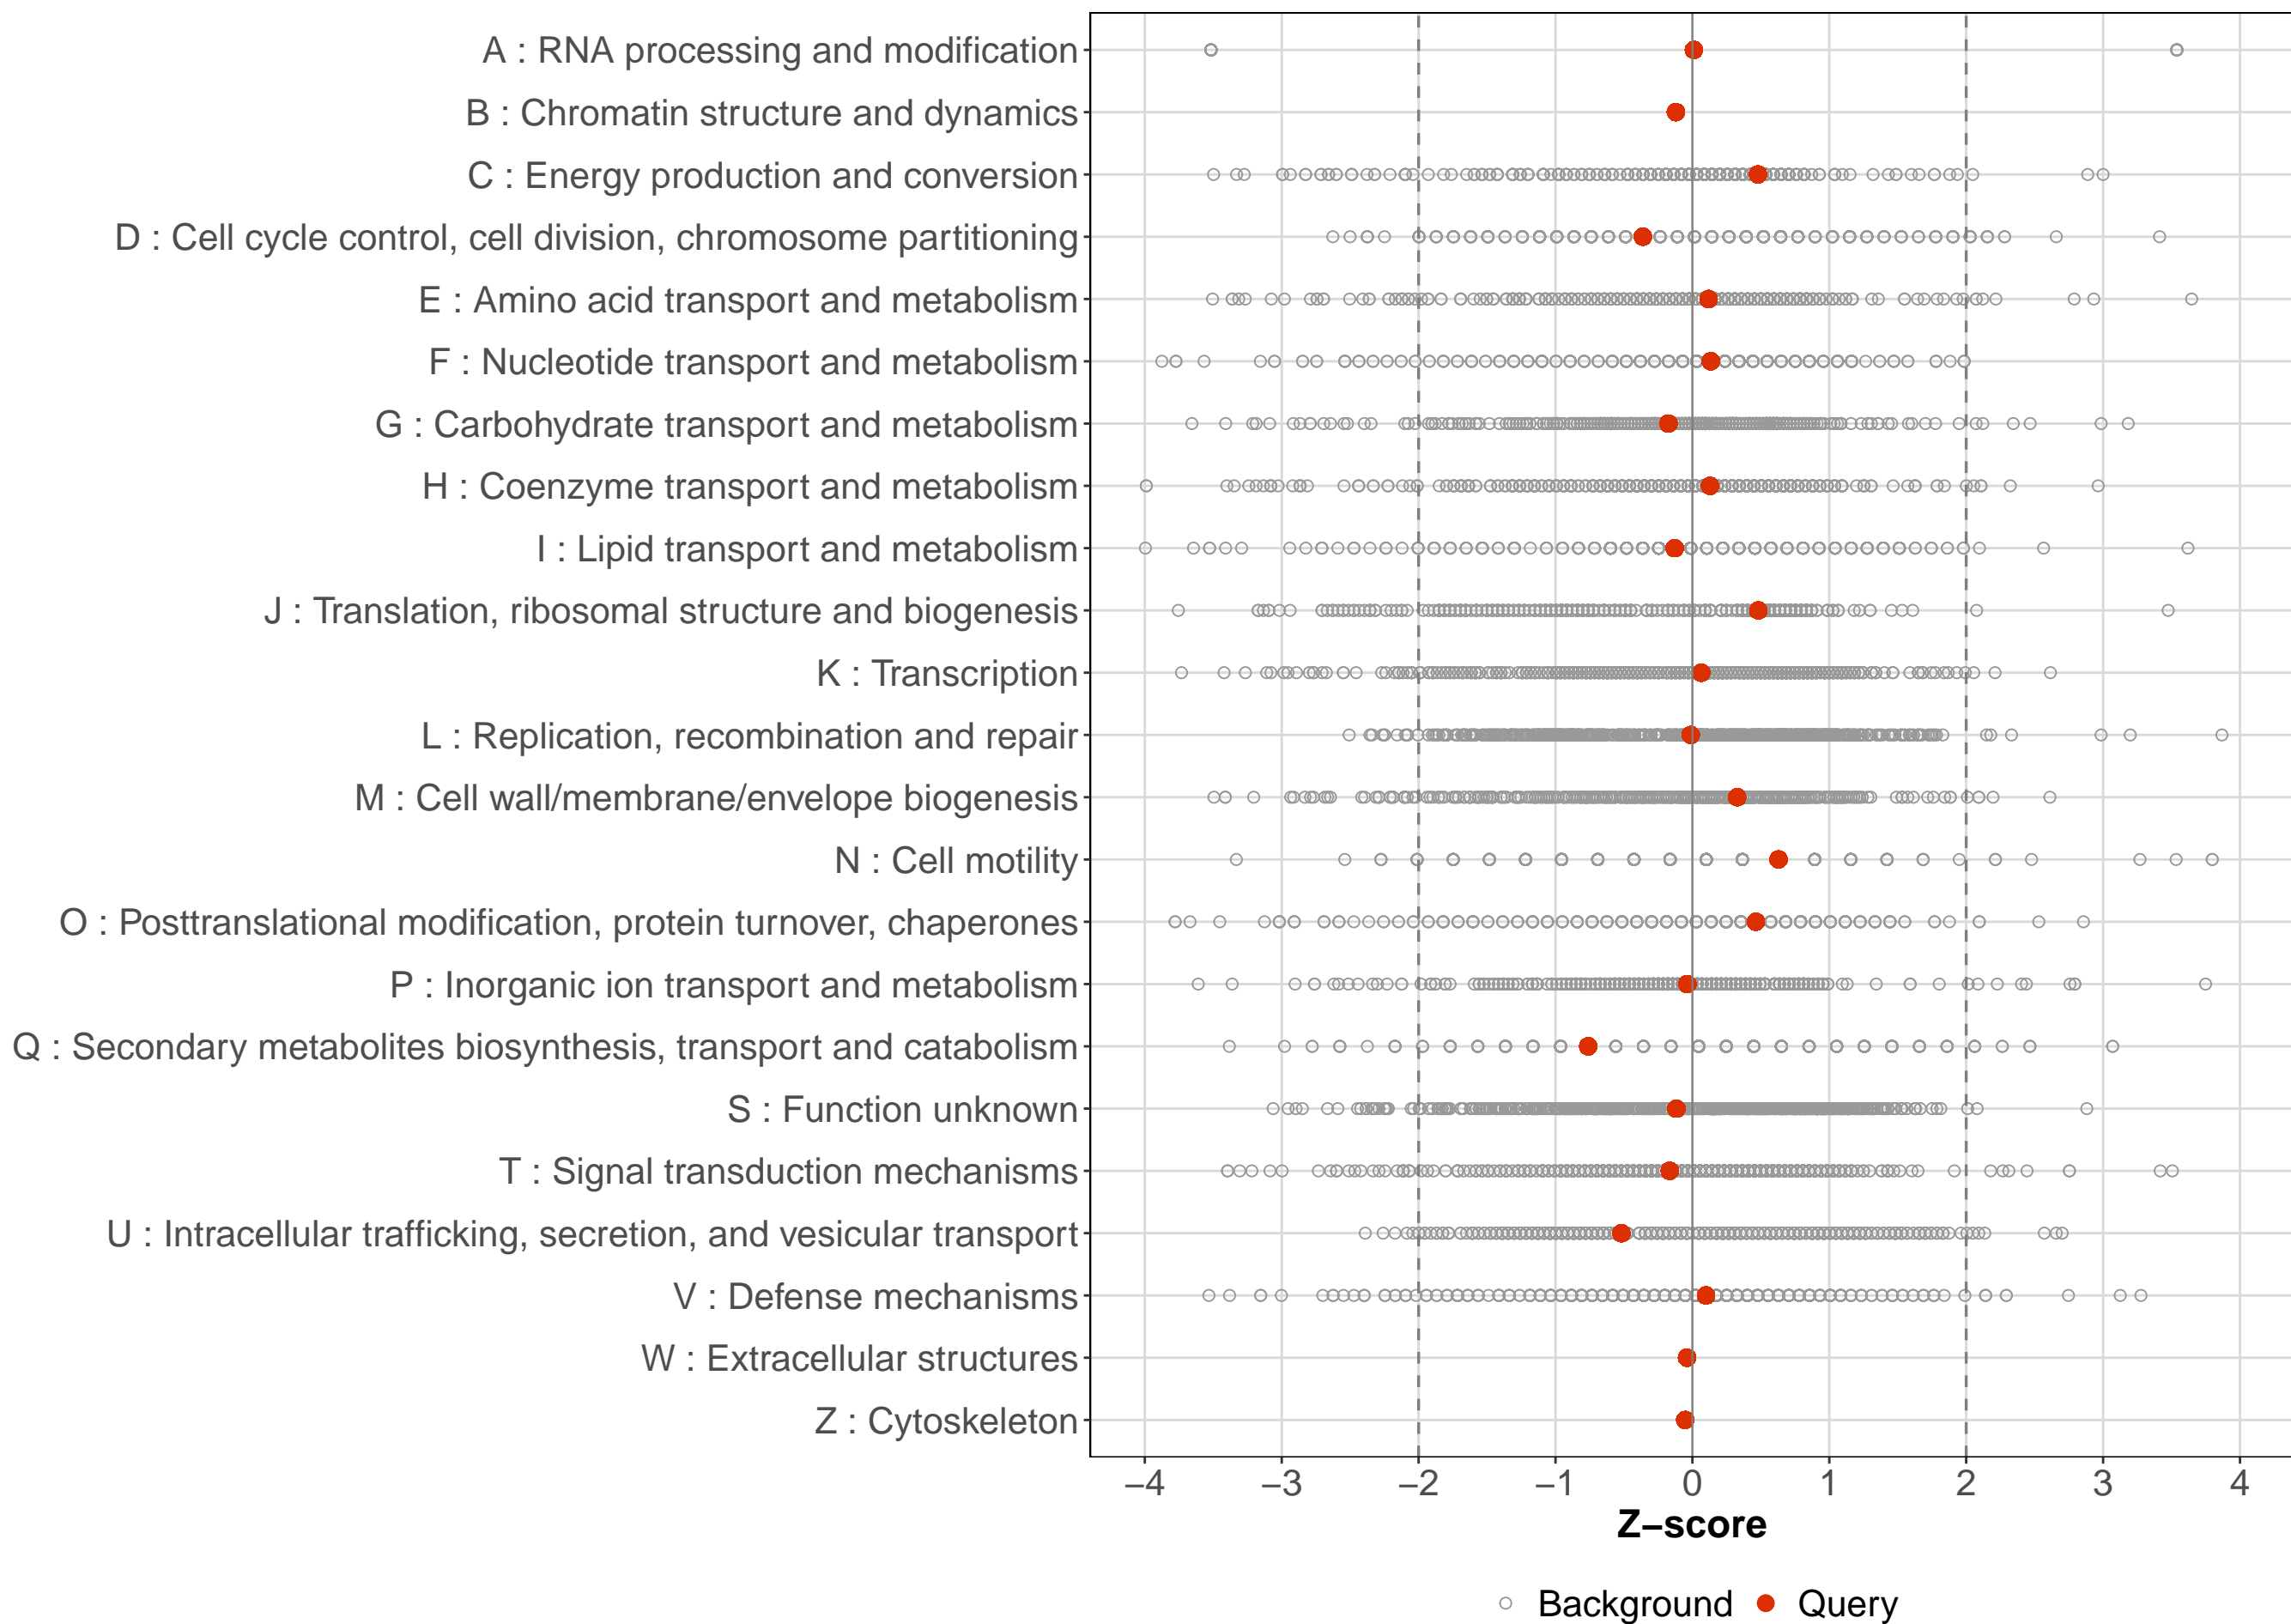 A : RNA processing and modification
B : Chromatin structure and dynamics
C : Energy production and conversion
D : Cell cycle control, cell division, chromosome partitioning
E : Amino acid transport and metabolism
F : Nucleotide transport and metabolism
G : Carbohydrate transport and metabolism
H : Coenzyme transport and metabolism
I : Lipid transport and metabolism
J : Translation, ribosomal structure and biogenesis
K : Transcription
L : Replication, recombination and repair
M : Cell wall/membrane/envelope biogenesis
N : Cell motility
O : Posttranslational modification, protein turnover, chaperones
P : Inorganic ion transport and metabolism
Q : Secondary metabolites biosynthesis, transport and catabolism
S : Function unknown
T : Signal transduction mechanisms
U : Intracellular trafficking, secretion, and vesicular transport
V : Defense mechanisms
W : Extracellular structures
Z : Cytoskeleton
−4 −3 −2 −1 0 1 2 3 4
Z−score
Background Query